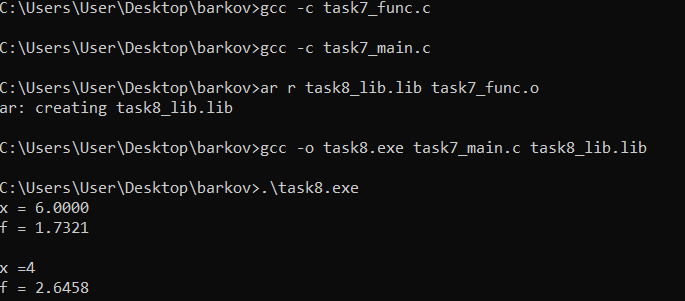 C:\Users\User\Desktop\barkov>gcc -c task7_func.c
C:\Users\User\Desktop\barkov>gcc -c task7_main.c
C:\Users\User\Desktop\barkov>ar r task8_lib.lib task7_func.o
ar: creating task8_lib.lib
C:\Users\User\Desktop\barkov>gcc -o task8.exe task7_main.c task8_lib.lib
C:\Users\User\Desktop\barkov>.\task8.exe
x = 6.0000
f = 1.7321
x =4
f = 2.6458